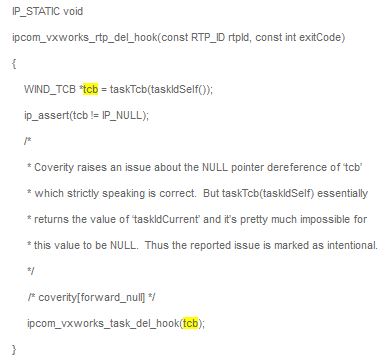 IP_STATIC void
ipcom_vxworks_rtp_del_hook(const RTP_ID rtpId, const int exitCode)
{
WIND_TCB *tcb = taskTcb(taskIdSelf());
ip_assert(tcb != IP_NULL);
/*
* Coverity raises an issue about the NULL pointer dereference of 'tcb'
* which strictly speaking is correct.  But taskTcb(taskIdSelf) essentially
* returns the value of 'taskIdCurrent' and it's pretty much impossible for
* this value to be NULL.  Thus the reported issue is marked as intentional.
*/
/* coverity[forward_null] */
ipcom_vxworks_task_del_hook(tcb);
}